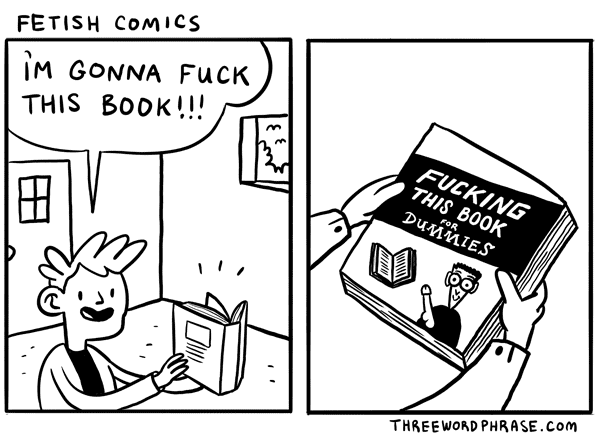 FETISH COMICS
I'M GONNA FUCK
THIS BOOK!!!
FUCKING
THIS BOOK
FOR
DUMMIES
THREEWORDPHRASE.COM